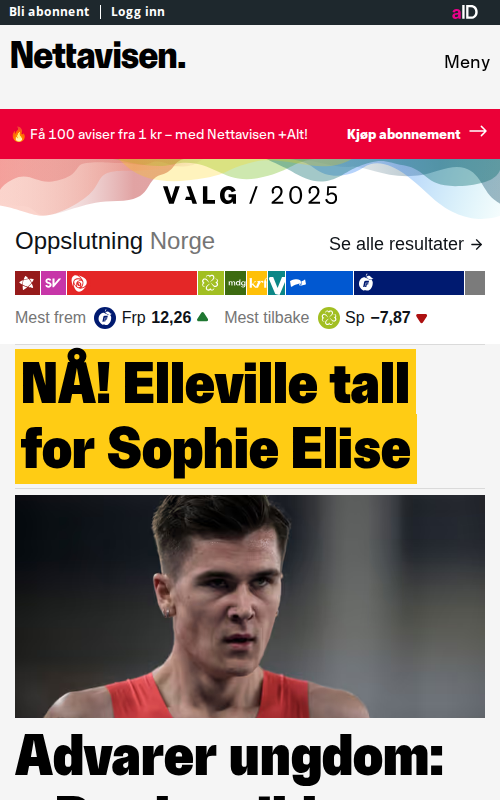 Bli abonnent | Logg inn
aID
Nettavisen.
Meny
🔥 Få 100 aviser fra 1 kr – med Nettavisen +Alt!
Kjøp abonnement →
VALG / 2025
Oppslutning Norge
Se alle resultater →
SV
mdg krf V
Mest frem Frp 12,26 ▲ Mest tilbake Sp −7,87 ▼
NÅ! Elleville tall
for Sophie Elise
Advarer ungdom: